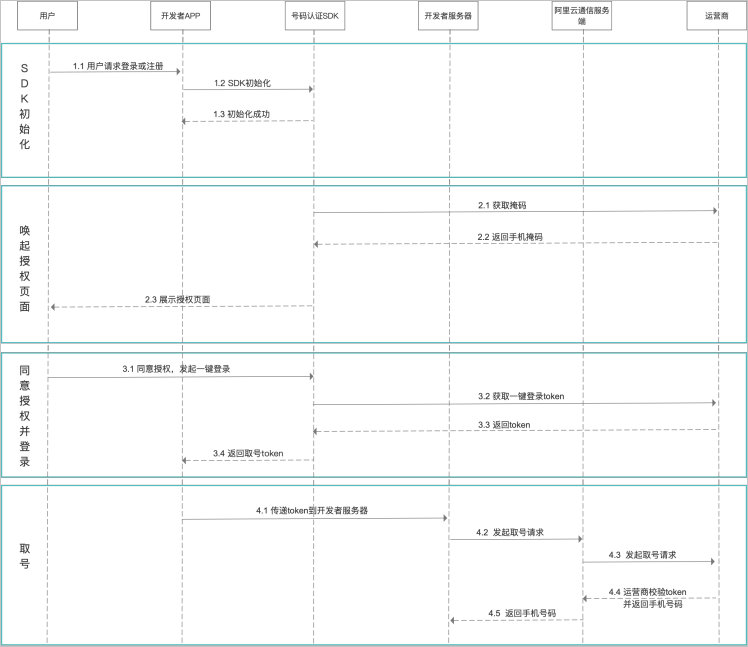 用户
开发者APP
号码认证SDK
开发者服务器
阿里云通信服务
端
运营商
SDK初始化
1.1 用户请求登录或注册
1.2 SDK初始化
1.3 初始化成功
唤起授权页面
2.1 获取掩码
2.2 返回手机掩码
2.3 展示授权页面
同意授权并登录
3.1 同意授权，发起一键登录
3.2 获取一键登录token
3.3 返回token
3.4 返回取号token
取号
4.1 传递token到开发者服务器
4.2 发起取号请求
4.3 发起取号请求
4.4 运营商校验token
并返回手机号码
4.5 返回手机号码